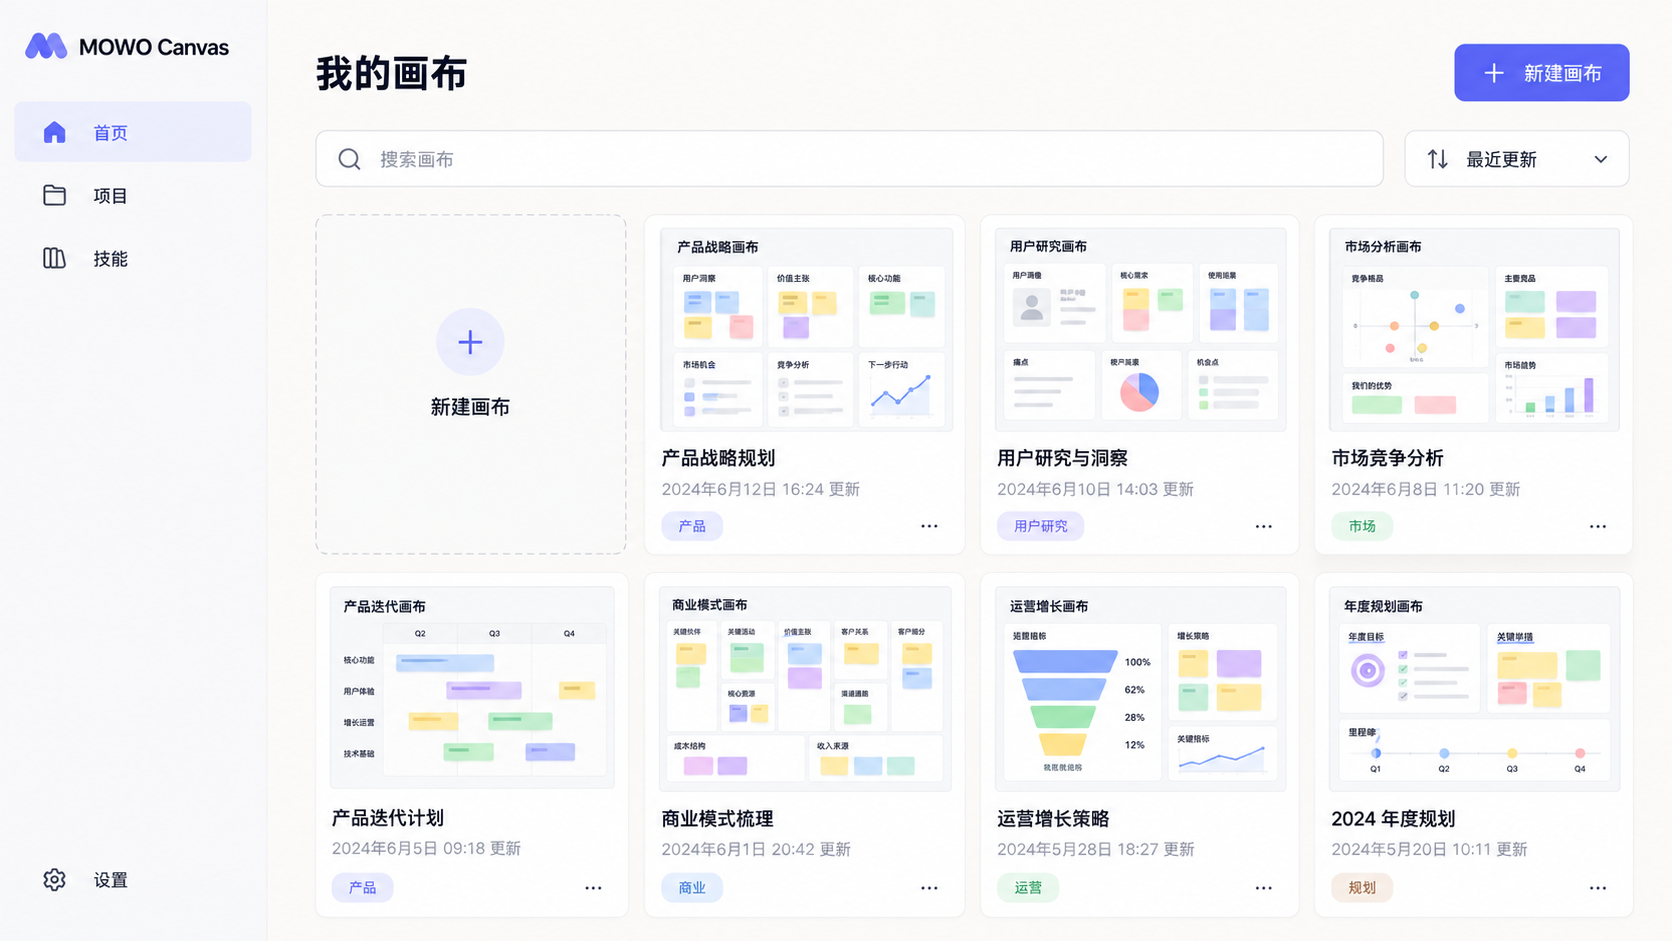 MOWO Canvas
首页
项目
技能
设置
我的画布
新建画布
搜索画布
最近更新
新建画布
产品战略画布
用户洞察
价值主张
核心功能
市场机会
竞争分析
下一步行动
产品战略规划
2024年6月12日 16:24 更新
产品
用户研究画布
用户画像
核心需求
痛点
机会点
用户研究与洞察
2024年6月10日 14:03 更新
用户研究
市场分析画布
主要竞品
我们的优势
市场趋势
市场竞争分析
2024年6月8日 11:20 更新
市场
产品迭代画布
Q2
Q3
Q4
核心功能
用户体验
增长运营
技术基础
产品迭代计划
2024年6月5日 09:18 更新
产品
商业模式画布
关键伙伴
关键活动
价值主张
客户关系
客户细分
核心资源
渠道通路
成本结构
收入来源
商业模式梳理
2024年6月1日 20:42 更新
商业
运营增长画布
100%
62%
28%
12%
增长策略
关键指标
运营增长策略
2024年5月28日 18:27 更新
运营
年度规划画布
年度目标
关键举措
里程碑
Q1
Q2
Q3
Q4
2024 年度规划
2024年5月20日 10:11 更新
规划